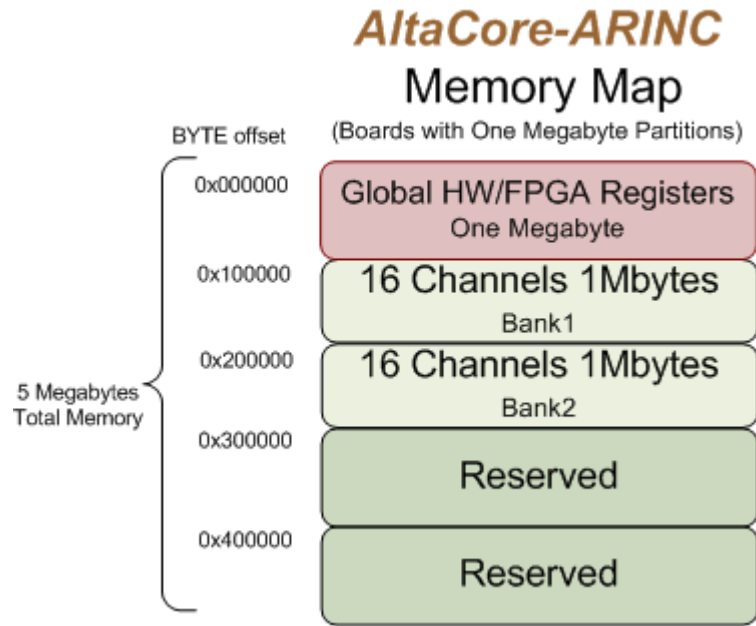 AltaCore-ARINC
Memory Map
(Boards with One Megabyte Partitions)
BYTE offset
0x000000
Global HW/FPGA Registers
One Megabyte
0x100000
16 Channels 1Mbytes
Bank1
0x200000
16 Channels 1Mbytes
Bank2
5 Megabytes
Total Memory
0x300000
Reserved
0x400000
Reserved